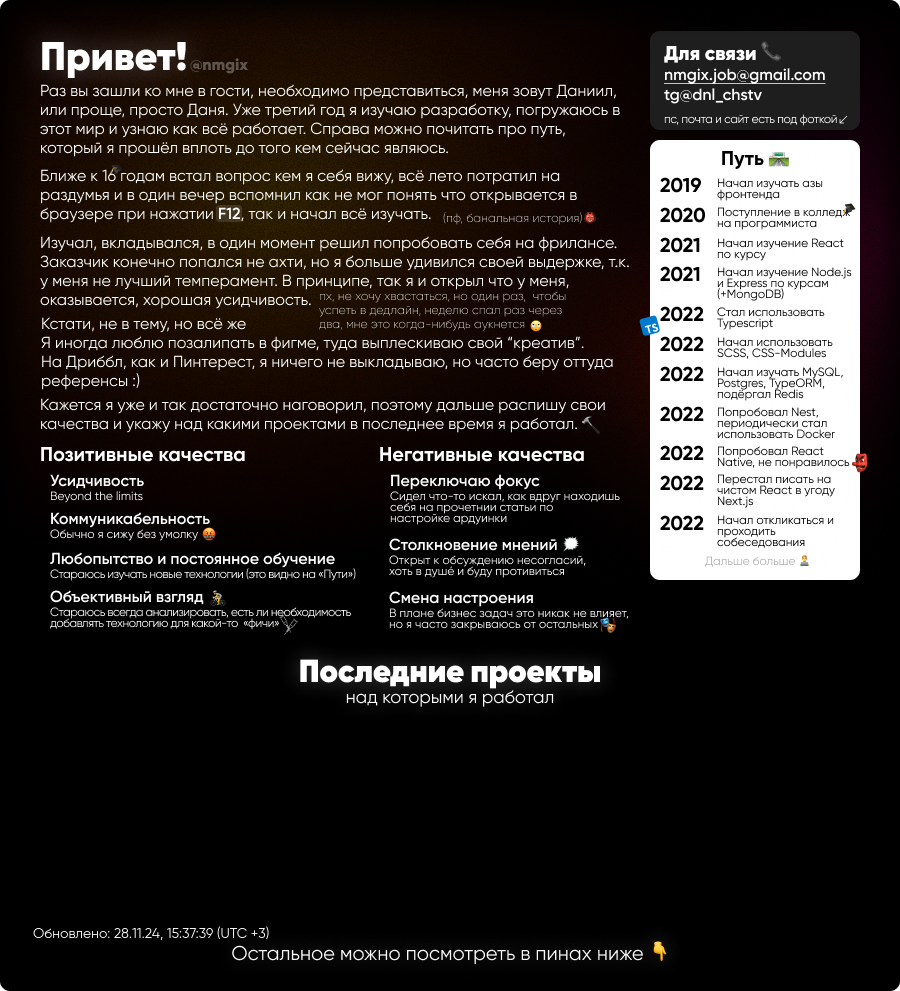 Привет! @nmgix
Раз вы зашли ко мне в гости, необходимо представиться, меня зовут Даниил,
или проще, просто Даня. Уже третий год я изучаю разработку, погружаюсь в
этот мир и узнаю как всё работает. Справа можно почитать про путь,
который я прошёл вплоть до того кем сейчас являюсь.
Ближе к 16 годам встал вопрос кем я себя вижу, всё лето потратил на
раздумья и в один вечер вспомнил как не мог понять что открывается в
браузере при нажатии F12, так и начал всё изучать. (пф, банальная история)
Изучал, вкладывался, в один момент решил попробовать себя на фрилансе.
Заказчик конечно попался не ахти, но я больше удивился своей выдержке, т.к.
у меня не лучший темперамент. В принципе, так я и открыл что у меня,
оказывается, хорошая усидчивость. пх, не хочу хвастаться, но один раз, чтобы
успеть в дедлайн, неделю спал раз через
два, мне это когда-нибудь аукнется 🙄
Кстати, не в тему, но всё же
Я иногда люблю позалипать в фигме, туда выплескиваю свой “креатив”.
На Дриббл, как и Пинтерест, я ничего не выкладываю, но часто беру оттуда
референсы :)
Кажется я уже и так достаточно наговорил, поэтому дальше распишу свои
качества и укажу над какими проектами в последнее время я работал.
Позитивные качества
Усидчивость
Beyond the limits
Коммуникабельность
Обычно я сижу без умолку 🤬
Любопытство и постоянное обучение
Стараюсь изучать новые технологии (это видно на «Пути»)
Объективный взгляд
Стараюсь всегда анализировать, есть ли необходимость
добавлять технологию для какой-то «фичи»
Негативные качества
Переключаю фокус
Сидел что-то искал, как вдруг находишь
себя на прочетнии статьи по
настройке ардуинки
Столкновение мнений
Открыт к обсуждению несогласий,
хоть в душé и буду противиться
Смена настроения
В плане бизнес задач это никак не влияет,
но я часто закрываюсь от остальных
Для связи 📞
nmgix.job@gmail.com
tg@dnl_chstv
пс, почта и сайт есть под фоткой↙
Путь 🛣️
2019 Начал изучать азы
фронтенда
2020 Поступление в колледж
на программиста
2021 Начал изучение React
по курсу
2021 Начал изучение Node.js
и Express по курсам
(+MongoDB)
TS
2022 Стал использовать
Typescript
2022 Начал использовать
SCSS, CSS-Modules
2022 Начал изучать MySQL,
Postgres, TypeORM,
подёргал Redis
2022 Попробовал Nest,
периодически стал
использовать Docker
2022 Попробовал React
Native, не понравилось
2022 Перестал писать на
чистом React в угоду
Next.js
2022 Начал откликаться и
проходить
собеседования
Дальше больше
Последние проекты
над которыми я работал
Обновлено: 28.11.24, 15:37:39 (UTC +3)
Остальное можно посмотреть в пинах ниже 👇